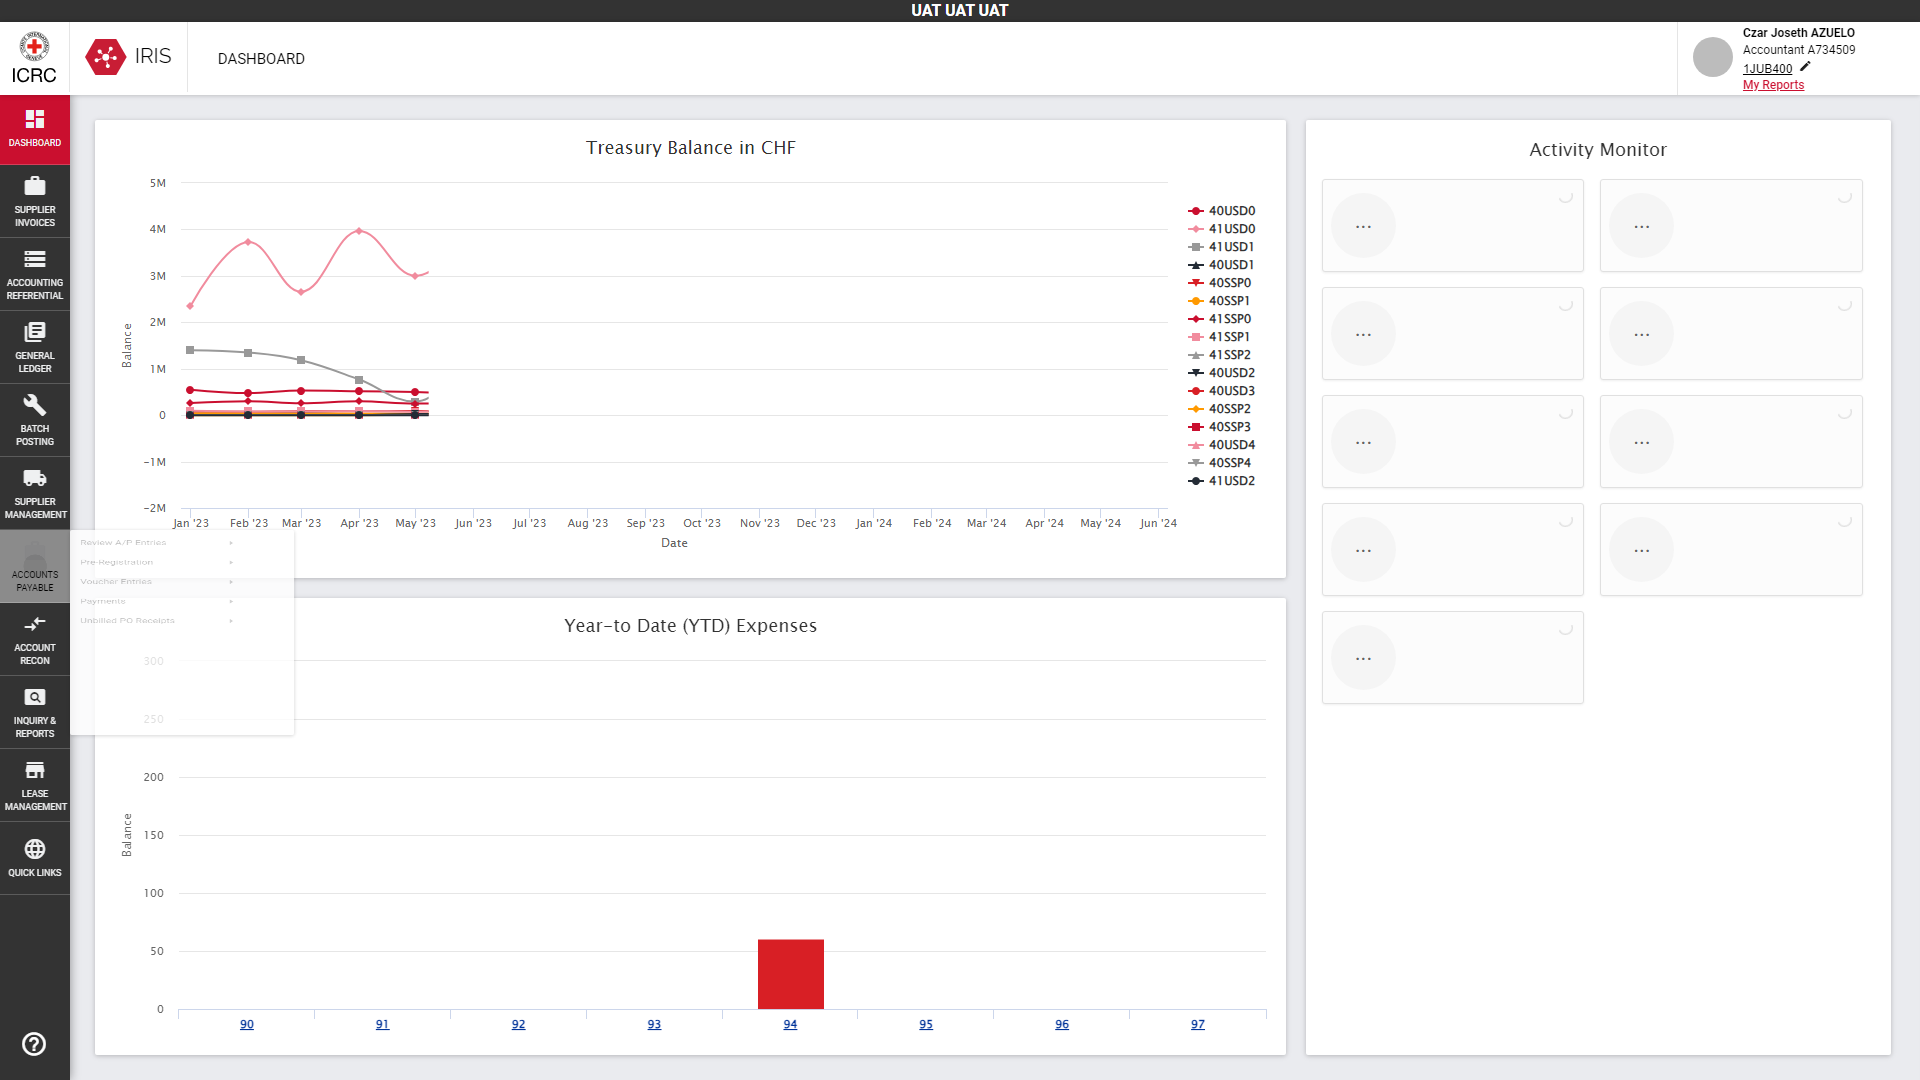 UAT UAT UAT
ICRC
IRIS
DASHBOARD
Czar Joseth AZUELO
Accountant A734509
1JUB400
My Reports
DASHBOARD
SUPPLIER
INVOICES
ACCOUNTING
REFERENTIAL
GENERAL
LEDGER
BATCH
POSTING
SUPPLIER
MANAGEMENT
ACCOUNTS
PAYABLE
ACCOUNT
RECON
INQUIRY &
REPORTS
LEASE
MANAGEMENT
QUICK LINKS
Review A/P Entries
Pre-Registration
Voucher Entries
Payments
Unbilled PO Receipts
Treasury Balance in CHF
5M
4M
3M
2M
1M
0
-1M
-2M
Balance
Jan '23 Feb '23 Mar '23 Apr '23 May '23 Jun '23 Jul '23 Aug '23 Sep '23 Oct '23 Nov '23 Dec '23 Jan '24 Feb '24 Mar '24 Apr '24 May '24 Jun '24
Date
40USD0
41USD0
41USD1
40USD1
40SSP0
40SSP1
41SSP0
41SSP1
41SSP2
40USD2
40USD3
40SSP2
40SSP3
40USD4
40SSP4
41USD2
Year-to Date (YTD) Expenses
300
250
200
150
100
50
0
Balance
90 91 92 93 94 95 96 97
Activity Monitor
... ...
... ...
... ...
... ...
...